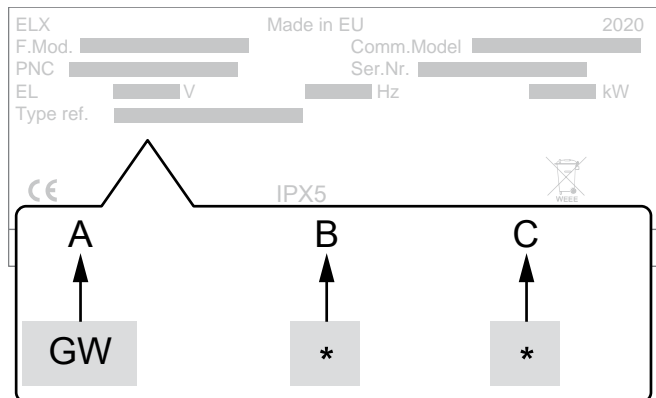 ELX Made in EU 2020
F.Mod. Comm.Model
PNC Ser.Nr.
EL V Hz kW
Type ref.
CE IPX5
WEEE
A B C
GW * *